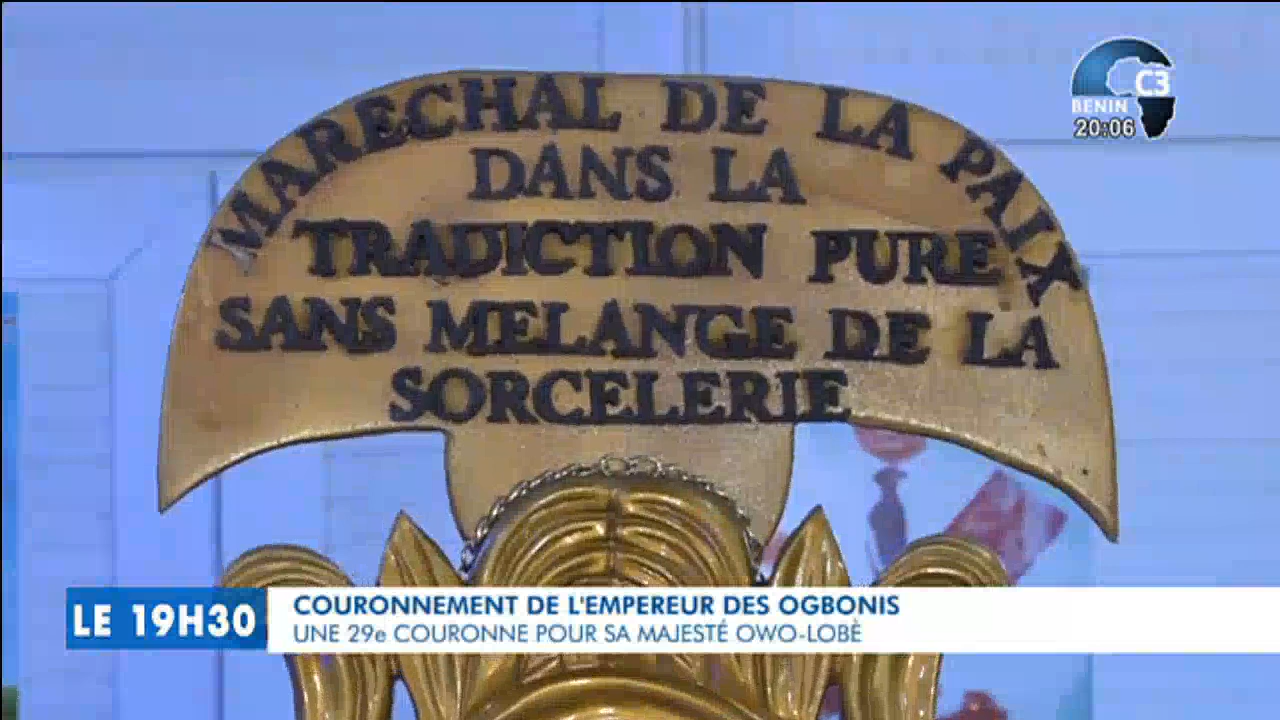 MARECHAL DE LA PAIX
DANS LA
TRADICTION PURE
SANS MELANGE DE LA
SORCELERIE
C3
BENIN
20:06
LE 19H30
COURONNEMENT DE L'EMPEREUR DES OGBONIS
UNE 29e COURONNE POUR SA MAJESTÉ OWO-LOBÈ